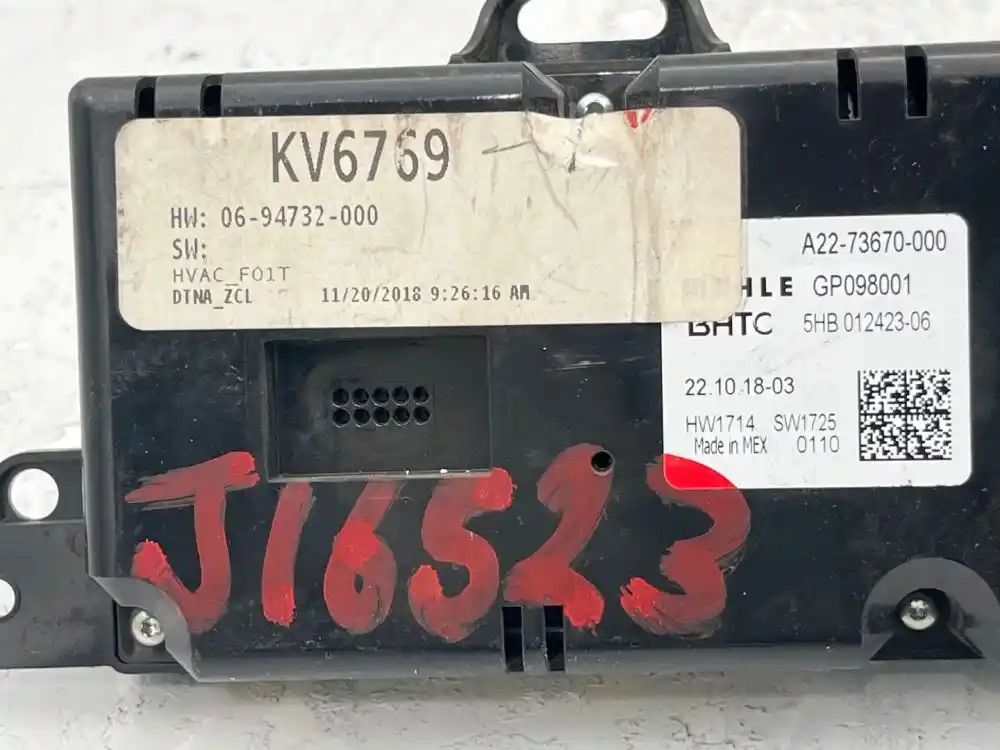 KV6769
HW: 06-94732-000
SW:
HVAC_F01T
DTNA_ZCL 11/20/2018 9:26:16 AM
A22-73670-000
GP098001
BHTC 5HB 012423-06
22.10.18-03
HW1714 SW1725
Made in MEX 0110
J16523